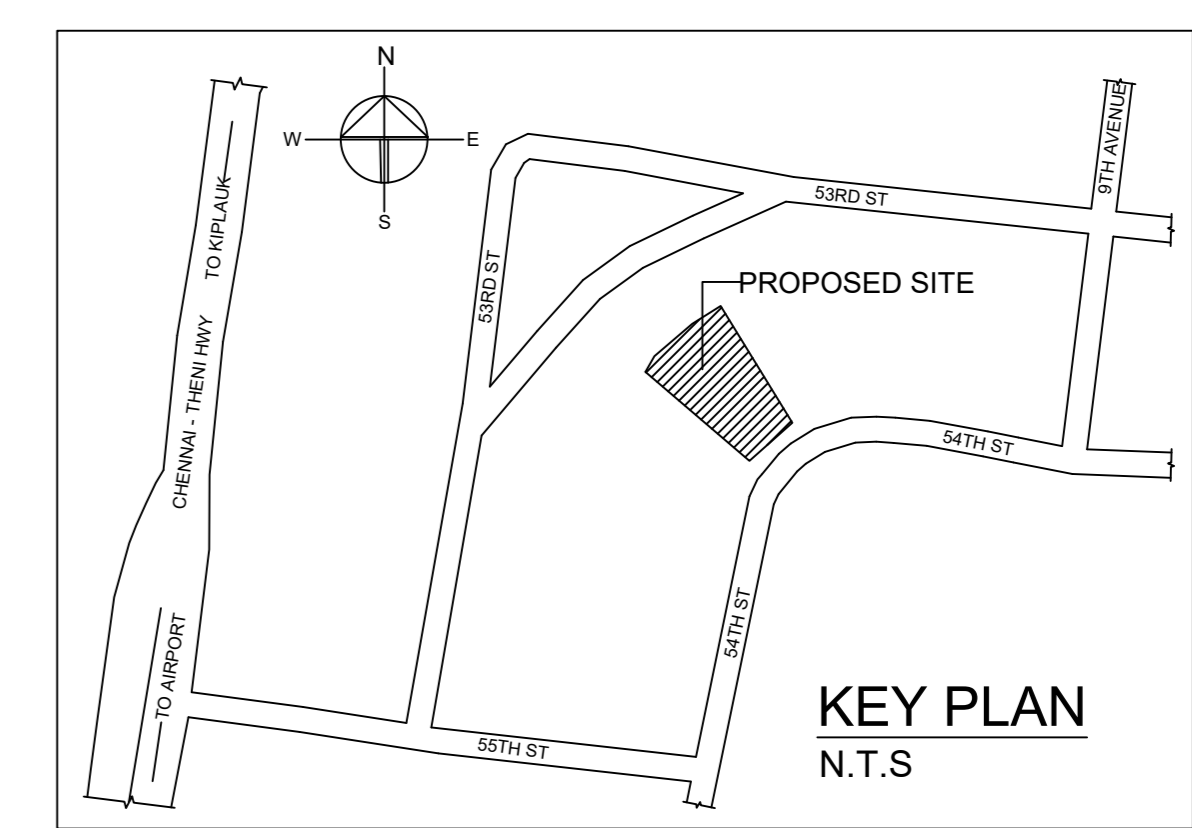 N
W
E
S
9TH AVENUE
53RD ST
TO KIPLAUK
53RD ST
PROPOSED SITE
CHENNAI - THENI HWY
54TH ST
54TH ST
TO AIRPORT
KEY PLAN
55TH ST
N.T.S